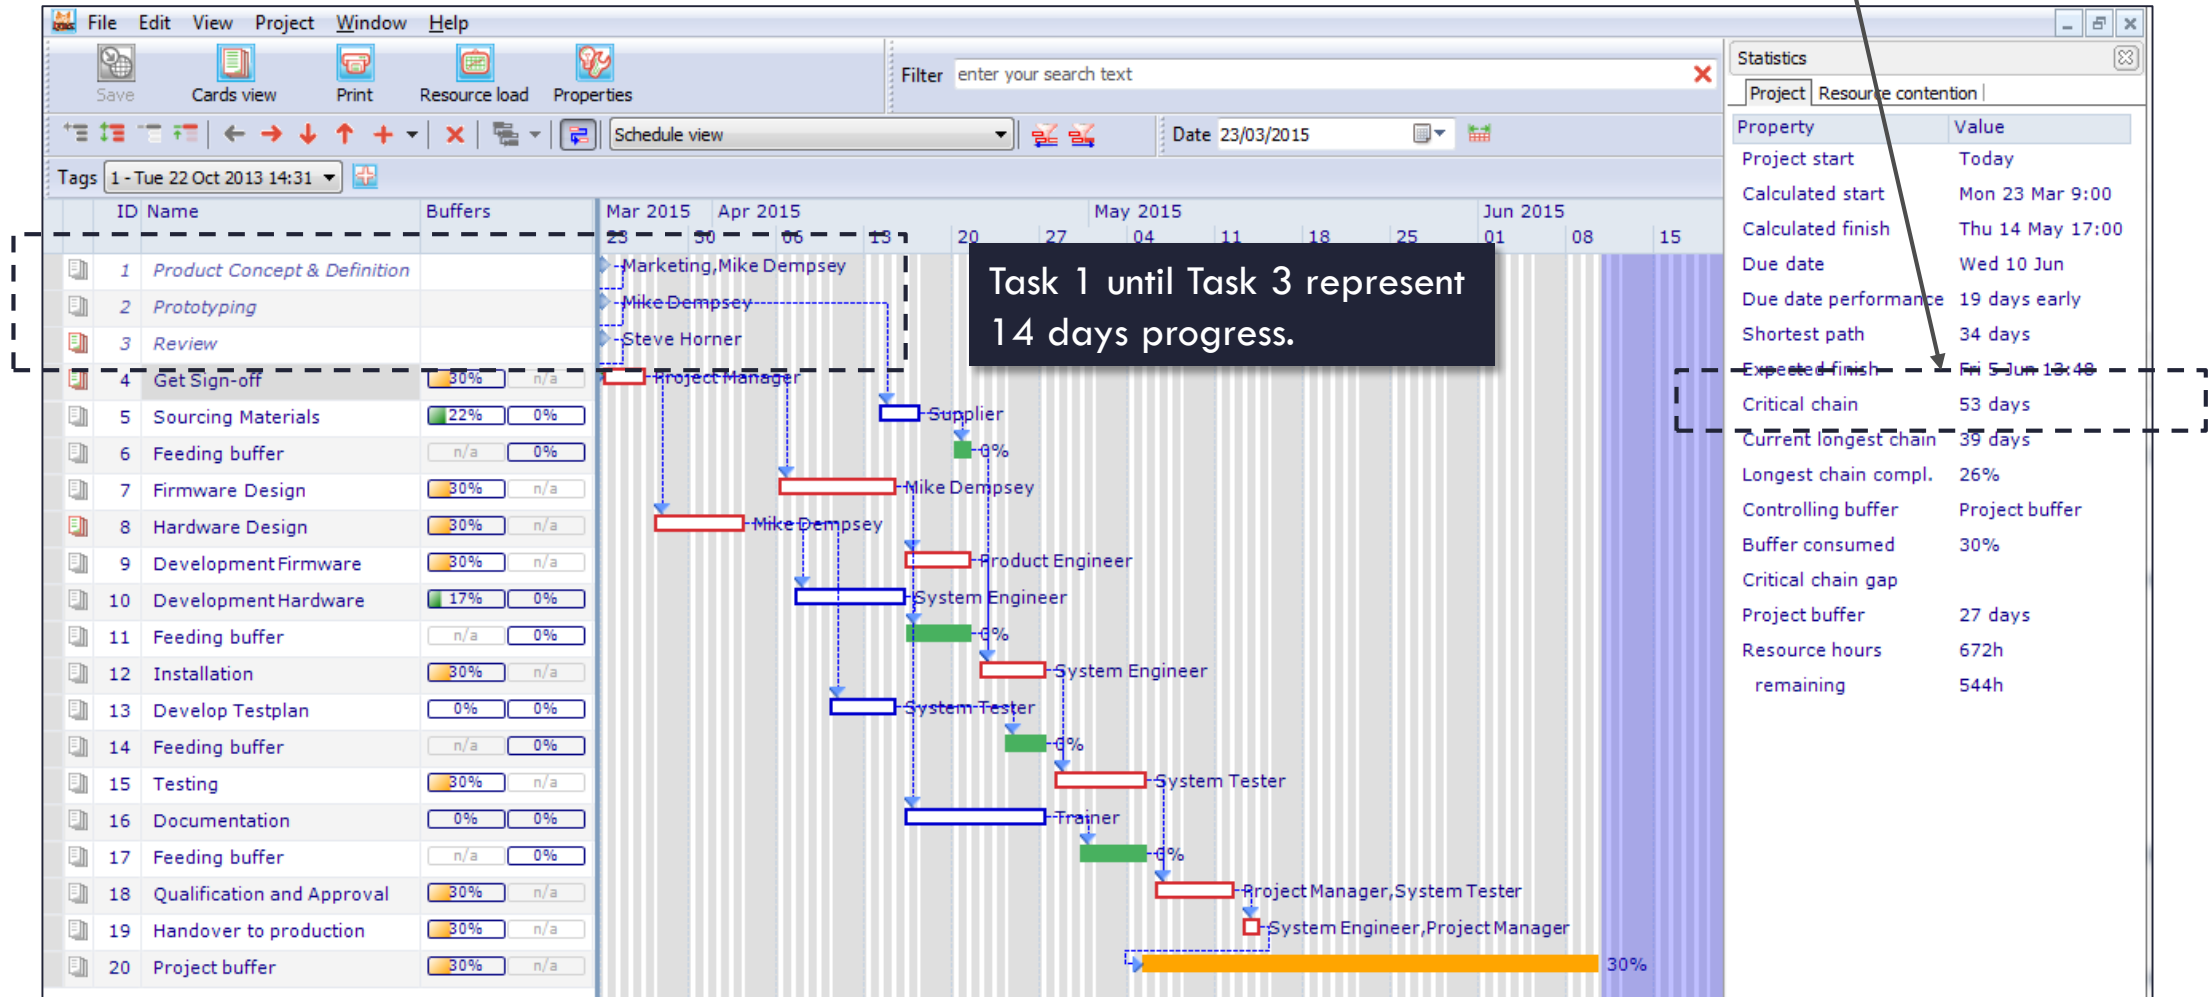 File Edit View Project Window Help
Save Cards view Print Resource load Properties
Filter enter your search text
Schedule view Date 23/03/2015
Tags 1 - Tue 22 Oct 2013 14:31
ID Name Buffers
Mar 2015 Apr 2015 May 2015 Jun 2015
23 30 06 13 20 27 04 11 18 25 01 08 15
1 Product Concept & Definition Marketing,Mike Dempsey
2 Prototyping Mike Dempsey
3 Review Steve Horner
Task 1 until Task 3 represent
14 days progress.
4 Get Sign-off 30% n/a Project Manager
5 Sourcing Materials 22% 0% Supplier
6 Feeding buffer n/a 0% 0%
7 Firmware Design 30% n/a Mike Dempsey
8 Hardware Design 30% n/a Mike Dempsey
9 Development Firmware 30% n/a Product Engineer
10 Development Hardware 17% 0% System Engineer
11 Feeding buffer n/a 0% 0%
12 Installation 30% n/a System Engineer
13 Develop Testplan 0% 0% System Tester
14 Feeding buffer n/a 0% 0%
15 Testing 30% n/a System Tester
16 Documentation 0% 0% Trainer
17 Feeding buffer n/a 0% 0%
18 Qualification and Approval 30% n/a Project Manager,System Tester
19 Handover to production 30% n/a System Engineer,Project Manager
20 Project buffer 30% n/a 30%
Statistics
Project Resource contention
Property Value
Project start Today
Calculated start Mon 23 Mar 9:00
Calculated finish Thu 14 May 17:00
Due date Wed 10 Jun
Due date performance 19 days early
Shortest path 34 days
Expected finish Fri 5 Jun 13:48
Critical chain 53 days
Current longest chain 39 days
Longest chain compl. 26%
Controlling buffer Project buffer
Buffer consumed 30%
Critical chain gap
Project buffer 27 days
Resource hours 672h
remaining 544h